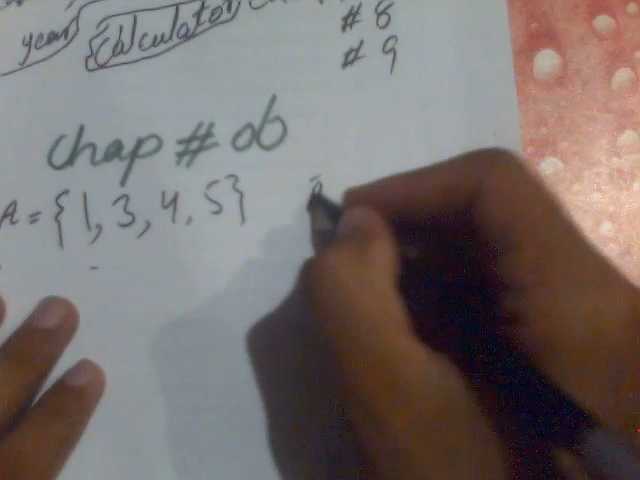 year Calculator
# 8
# 9
Chap # 06
A = {1, 3, 4, 5}